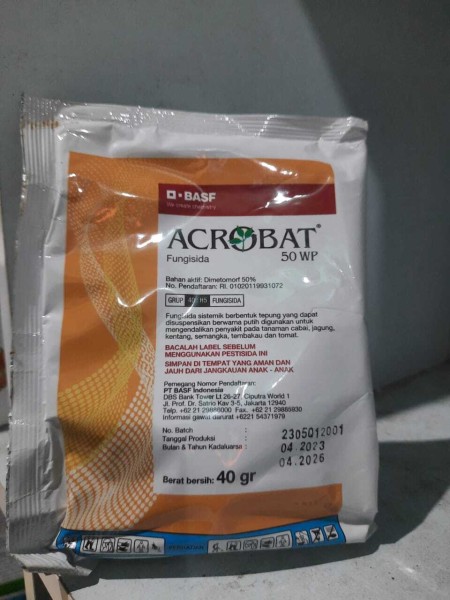 BASF
We create chemistry
ACROBAT®
50 WP
Fungisida
Bahan aktif: Dimetomorf 50%
No. Pendaftaran: RI. 01020119931072
GRUP 40 H5 FUNGISIDA
Fungisida sistemik berbentuk tepung yang dapat
disuspensikan berwarna putih digunakan untuk
mengendalikan penyakit pada tanaman cabai, jagung,
kentang, semangka, tembakau dan tomat.
BACALAH LABEL SEBELUM
MENGGUNAKAN PESTISIDA INI
SIMPAN DI TEMPAT YANG AMAN DAN
JAUH DARI JANGKAUAN ANAK - ANAK
Pemegang Nomor Pendaftaran:
PT BASF Indonesia
DBS Bank Tower Lt 26-27, Ciputra World 1
Jl. Prof. Dr. Satrio Kav 3-5, Jakarta 12940
Telp. +62 21 29886000 Fax. +62 21 29885930
Informasi gawat darurat +6221 54371979
No. Batch : 2305Q12001
Tanggal Produksi : 04.2023
Bulan & Tahun Kadaluarsa : 04.2026
Berat bersih: 40 gr